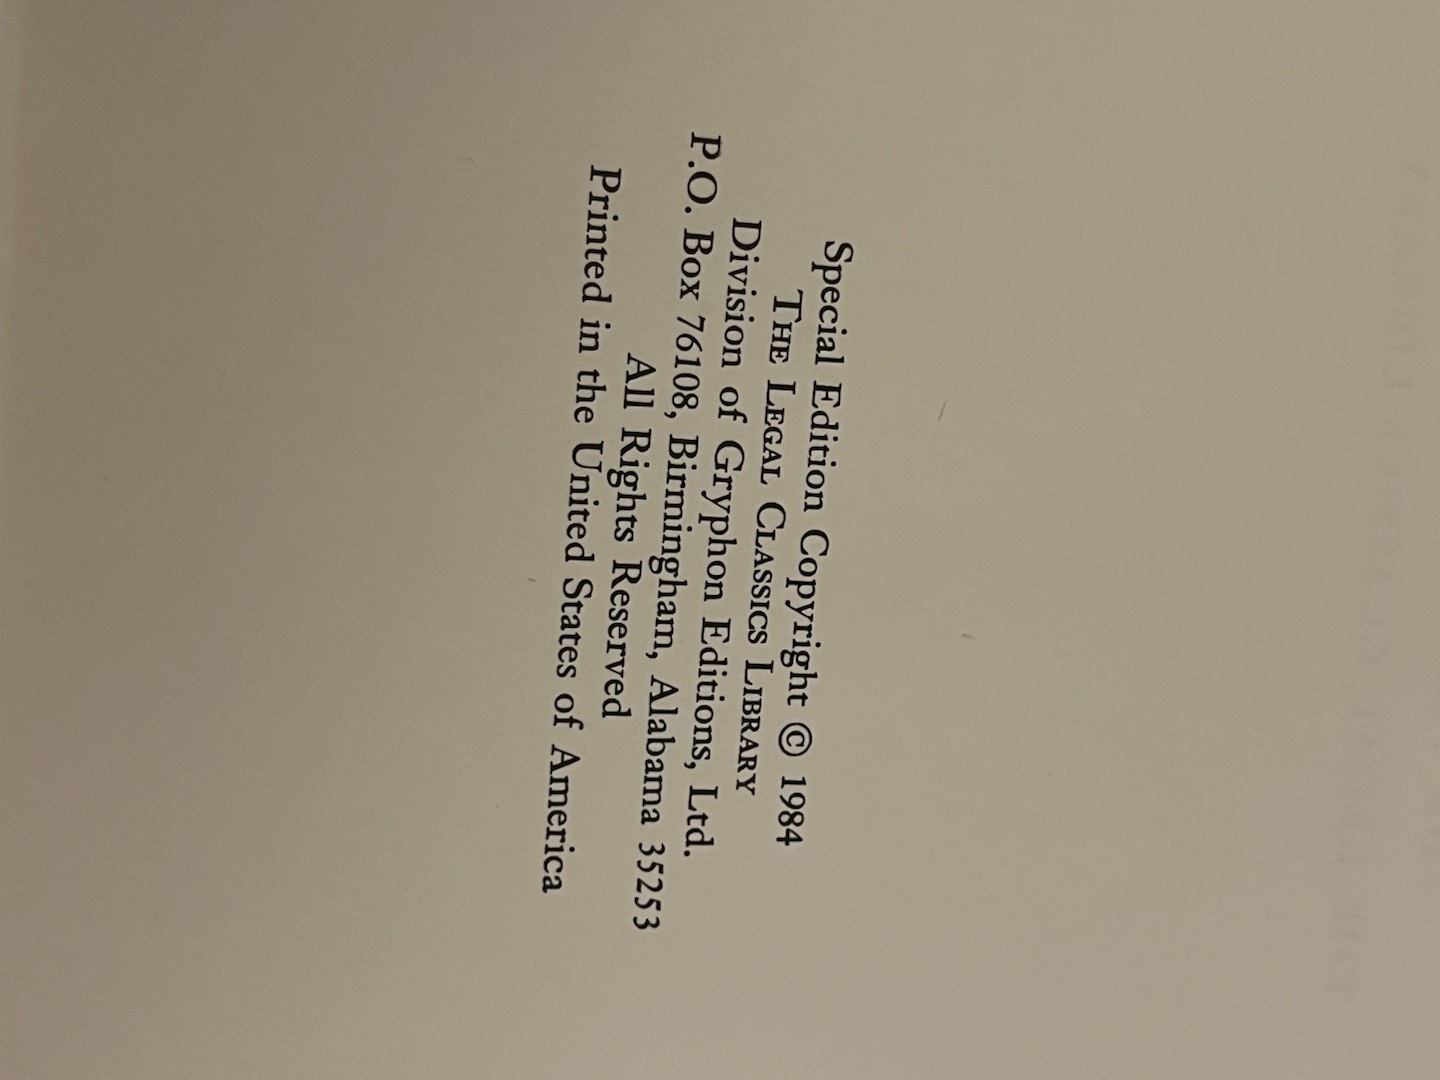 Special Edition Copyright © 1984
THE LEGAL CLASSICS LIBRARY
Division of Gryphon Editions, Ltd.
P.O. Box 76108, Birmingham, Alabama 35253
All Rights Reserved
Printed in the United States of America